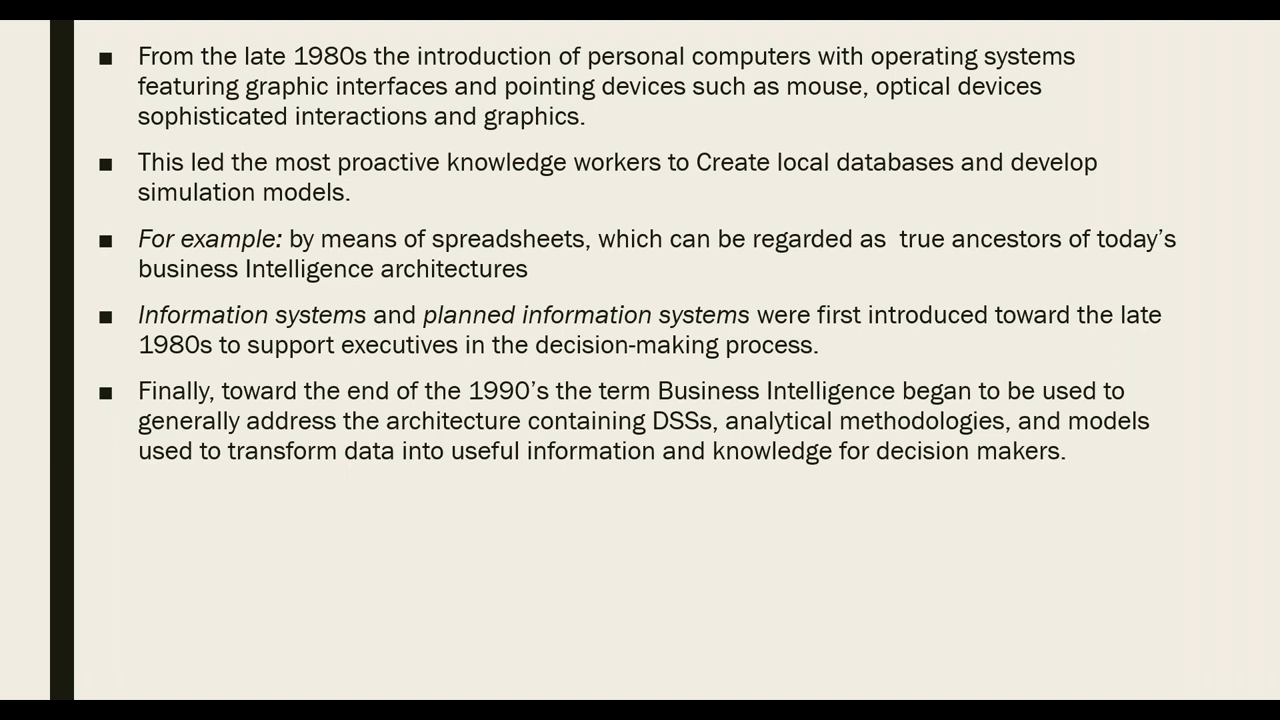 ■ From the late 1980s the introduction of personal computers with operating systems
featuring graphic interfaces and pointing devices such as mouse, optical devices
sophisticated interactions and graphics.
■ This led the most proactive knowledge workers to Create local databases and develop
simulation models.
■ For example: by means of spreadsheets, which can be regarded as  true ancestors of today’s
business Intelligence architectures
■ Information systems and planned information systems were first introduced toward the late
1980s to support executives in the decision-making process.
■ Finally, toward the end of the 1990’s the term Business Intelligence began to be used to
generally address the architecture containing DSSs, analytical methodologies, and models
used to transform data into useful information and knowledge for decision makers.